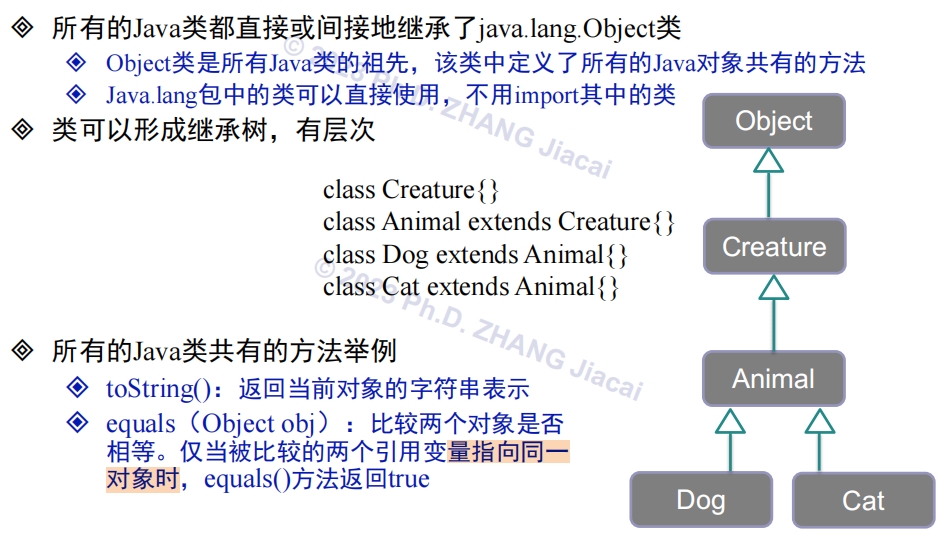 所有的Java类都直接或间接地继承了java.lang.Object类
Object类是所有Java类的祖先，该类中定义了所有的Java对象共有的方法
Java.lang包中的类可以直接使用，不用import其中的类
类可以形成继承树，有层次
class Creature{}
class Animal extends Creature{}
class Dog extends Animal{}
class Cat extends Animal{}
所有的Java类共有的方法举例
toString()：返回当前对象的字符串表示
equals（Object obj）：比较两个对象是否
相等。仅当被比较的两个引用变量指向同一
对象时，equals()方法返回true
Object
Creature
Animal
Dog
Cat
© 2023 Ph.D. ZHANG Jiacai
© 2023 Ph.D. ZHANG Jiacai